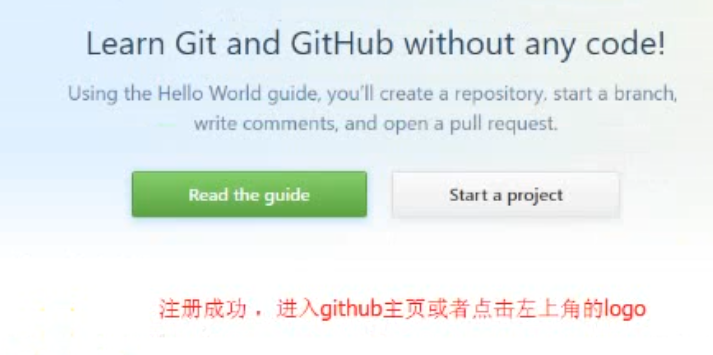 Learn Git and GitHub without any code!
Using the Hello World guide, you'll create a repository, start a branch,
write comments, and open a pull request.
Read the guide
Start a project
注册成功，进入github主页或者点击左上角的logo